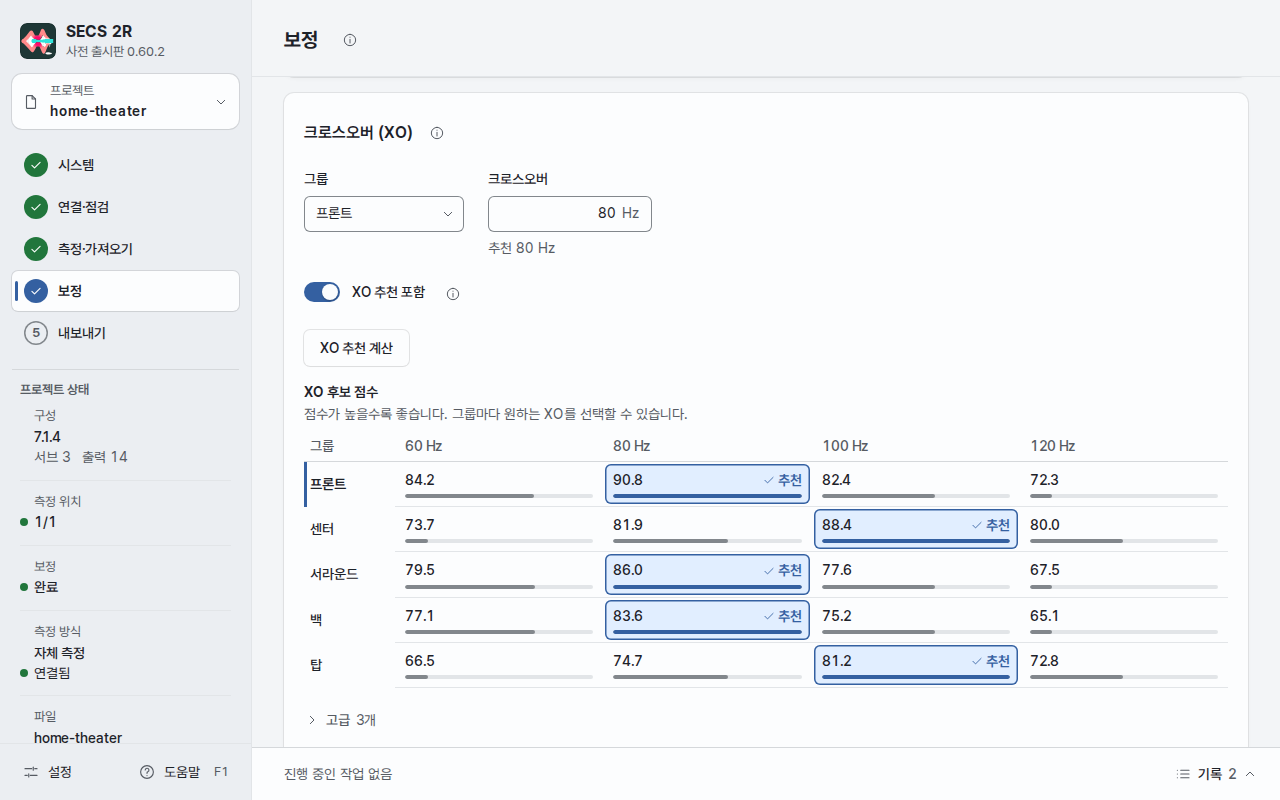 SECS 2R
사전 출시판 0.60.2
프로젝트
home-theater
시스템
연결·점검
측정·가져오기
보정
5 내보내기
프로젝트 상태
구성
7.1.4
서브 3 출력 14
측정 위치
1/1
보정
완료
측정 방식
자체 측정
연결됨
파일
home-theater
설정 도움말 F1
보정
크로스오버 (XO)
그룹 크로스오버
프론트 80 Hz
추천 80 Hz
XO 추천 포함
XO 추천 계산
XO 후보 점수
점수가 높을수록 좋습니다. 그룹마다 원하는 XO를 선택할 수 있습니다.
그룹 60 Hz 80 Hz 100 Hz 120 Hz
프론트 84.2 90.8 추천 82.4 72.3
센터 73.7 81.9 88.4 추천 80.0
서라운드 79.5 86.0 추천 77.6 67.5
백 77.1 83.6 추천 75.2 65.1
탑 66.5 74.7 81.2 추천 72.8
고급 3개
진행 중인 작업 없음 기록 2